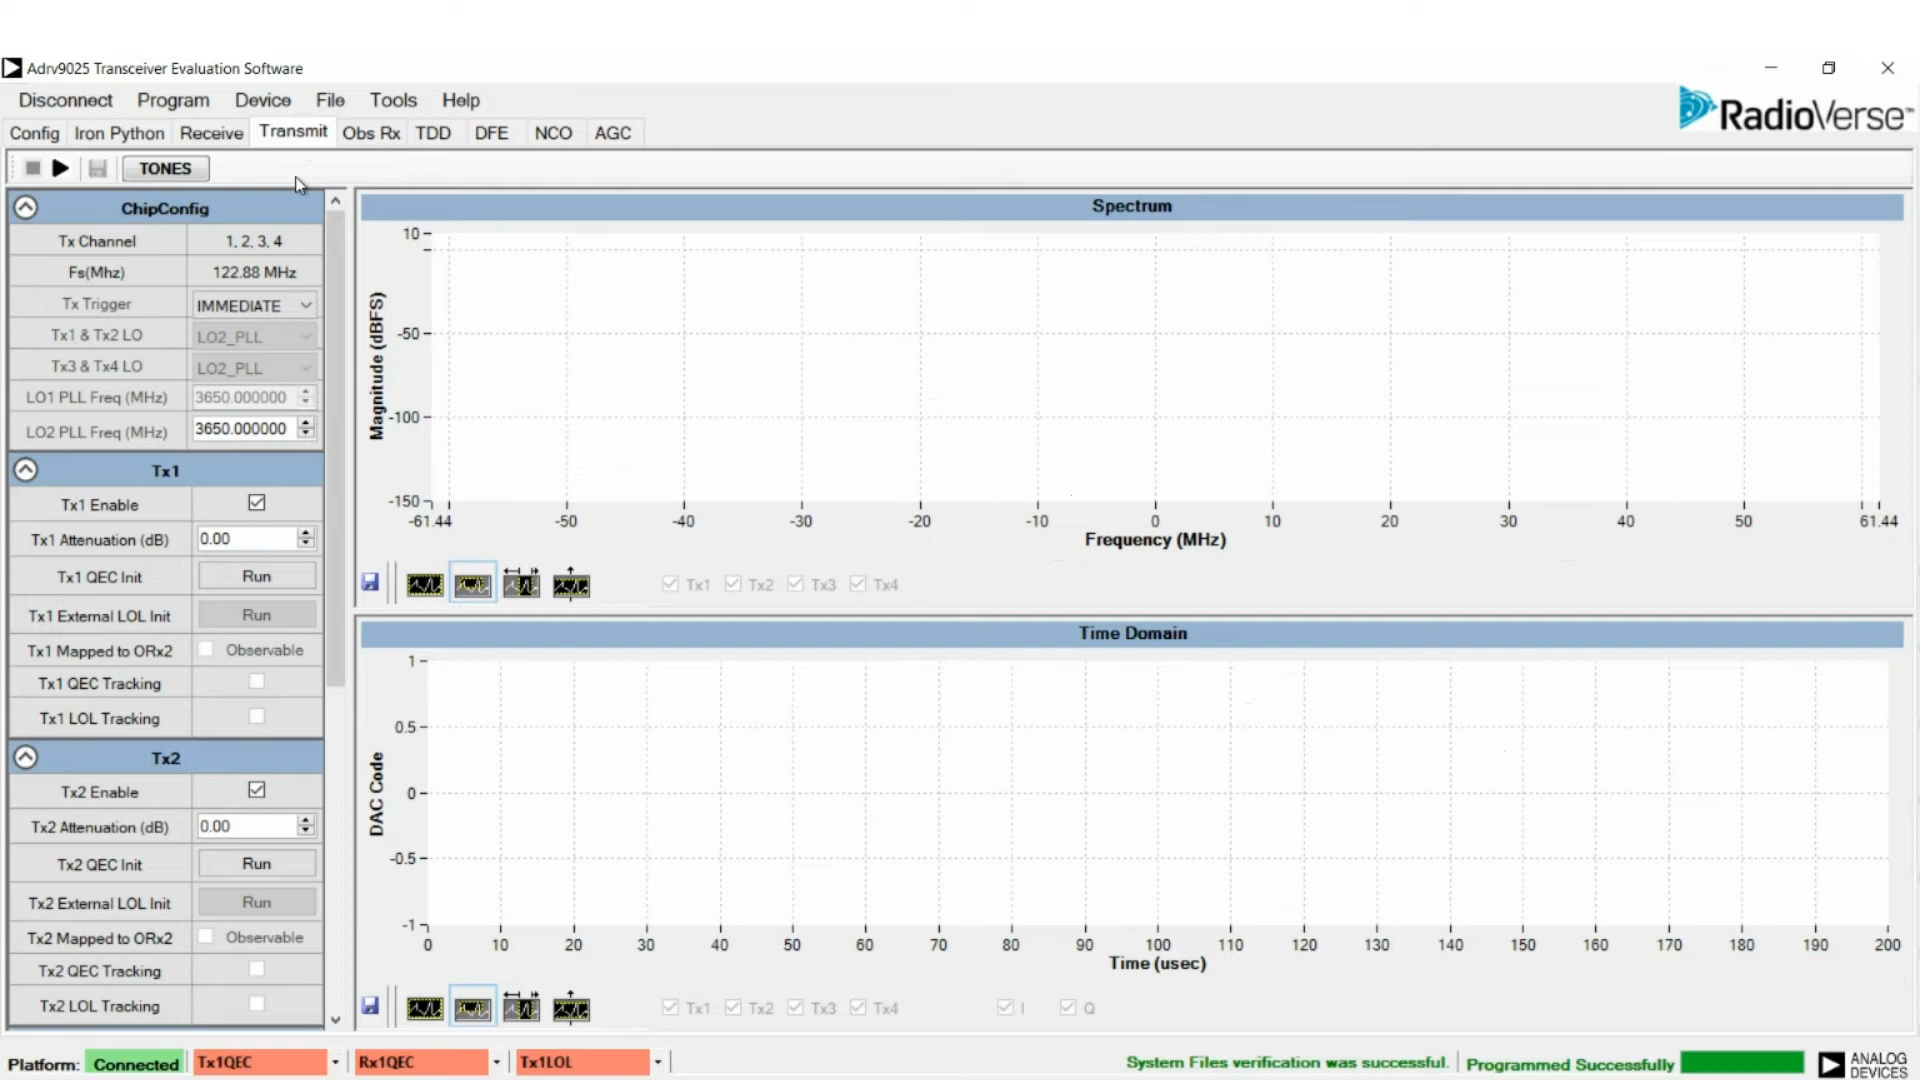 Adrv9025 Transceiver Evaluation Software
Disconnect Program Device File Tools Help
RadioVerse™
Config Iron Python Receive Transmit Obs Rx TDD DFE NCO AGC
TONES
ChipConfig
Tx Channel 1, 2, 3, 4
Fs(Mhz) 122.88 MHz
Tx Trigger IMMEDIATE
Tx1 & Tx2 LO LO2_PLL
Tx3 & Tx4 LO LO2_PLL
LO1 PLL Freq (MHz) 3650.000000
LO2 PLL Freq (MHz) 3650.000000
Tx1
Tx1 Enable
Tx1 Attenuation (dB) 0.00
Tx1 QEC Init Run
Tx1 External LOL Init Run
Tx1 Mapped to ORx2 Observable
Tx1 QEC Tracking
Tx1 LOL Tracking
Tx2
Tx2 Enable
Tx2 Attenuation (dB) 0.00
Tx2 QEC Init Run
Tx2 External LOL Init Run
Tx2 Mapped to ORx2 Observable
Tx2 QEC Tracking
Tx2 LOL Tracking
Spectrum
Magnitude (dBFS)
10
-50
-100
-150
-61.44 -50 -40 -30 -20 -10 0 10 20 30 40 50 61.44
Frequency (MHz)
Tx1 Tx2 Tx3 Tx4
Time Domain
DAC Code
1
0.5
0
-0.5
-1
0 10 20 30 40 50 60 70 80 90 100 110 120 130 140 150 160 170 180 190 200
Time (usec)
Tx1 Tx2 Tx3 Tx4 I Q
Platform: Connected Tx1QEC Rx1QEC Tx1LOL System Files verification was successful. Programmed Successfully
ANALOG
DEVICES